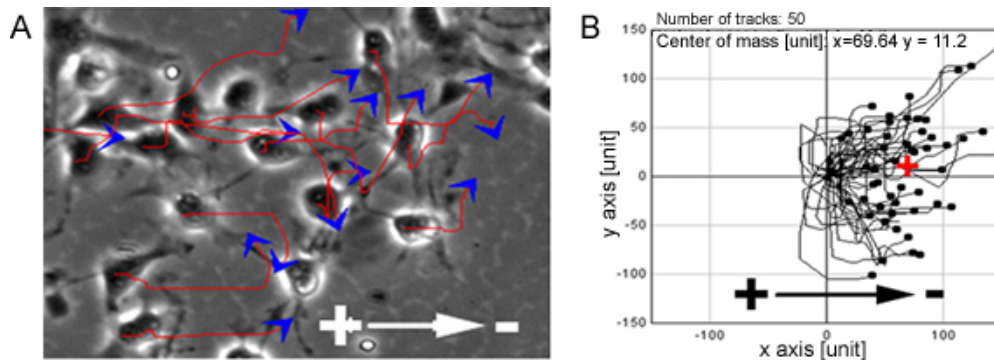 A
B
Number of tracks: 50
Center of mass [unit]: x=69.64 y = 11.2
y axis [unit]
150
100
50
0
-50
-100
-150
+ -
+ -
-100
0
100
x axis [unit]